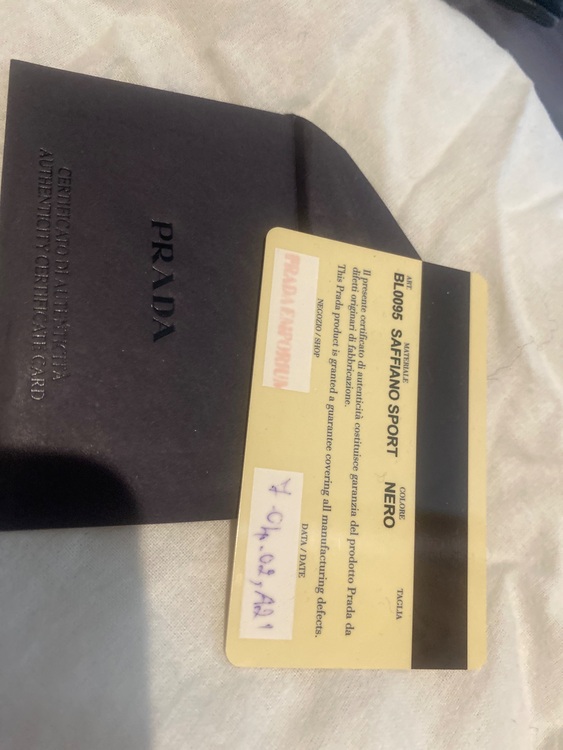 PRADA
CERTIFICATO DI AUTENTICITÀ
AUTHENTICITY CERTIFICATE CARD
ART. MATERIALE COLORE TAGLIA
BL0095 SAFFIANO SPORT NERO
Il presente certificato di autenticità costituisce garanzia del prodotto Prada da
difetti originari di fabbricazione.
This Prada product is granted a guarantee covering all manufacturing defects.
NEGOZIO / SHOP DATA / DATE
PRADA EMPORIUM